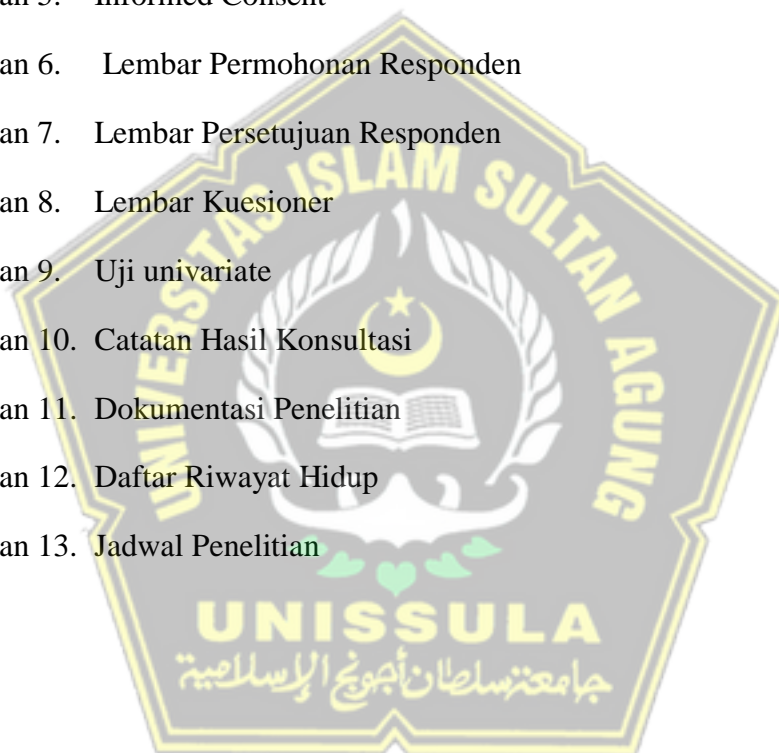 an 5. Informed Consent
an 6. Lembar Permohonan Responden
an 7. Lembar Persetujuan Responden
an 8. Lembar Kuesioner
an 9. Uji univariate
an 10. Catatan Hasil Konsultasi
an 11. Dokumentasi Penelitian
an 12. Daftar Riwayat Hidup
an 13. Jadwal Penelitian
UNIVERSITAS ISLAM SULTAN AGUNG
UNISSULA
جامعة سلطان أجونج الإسلامية